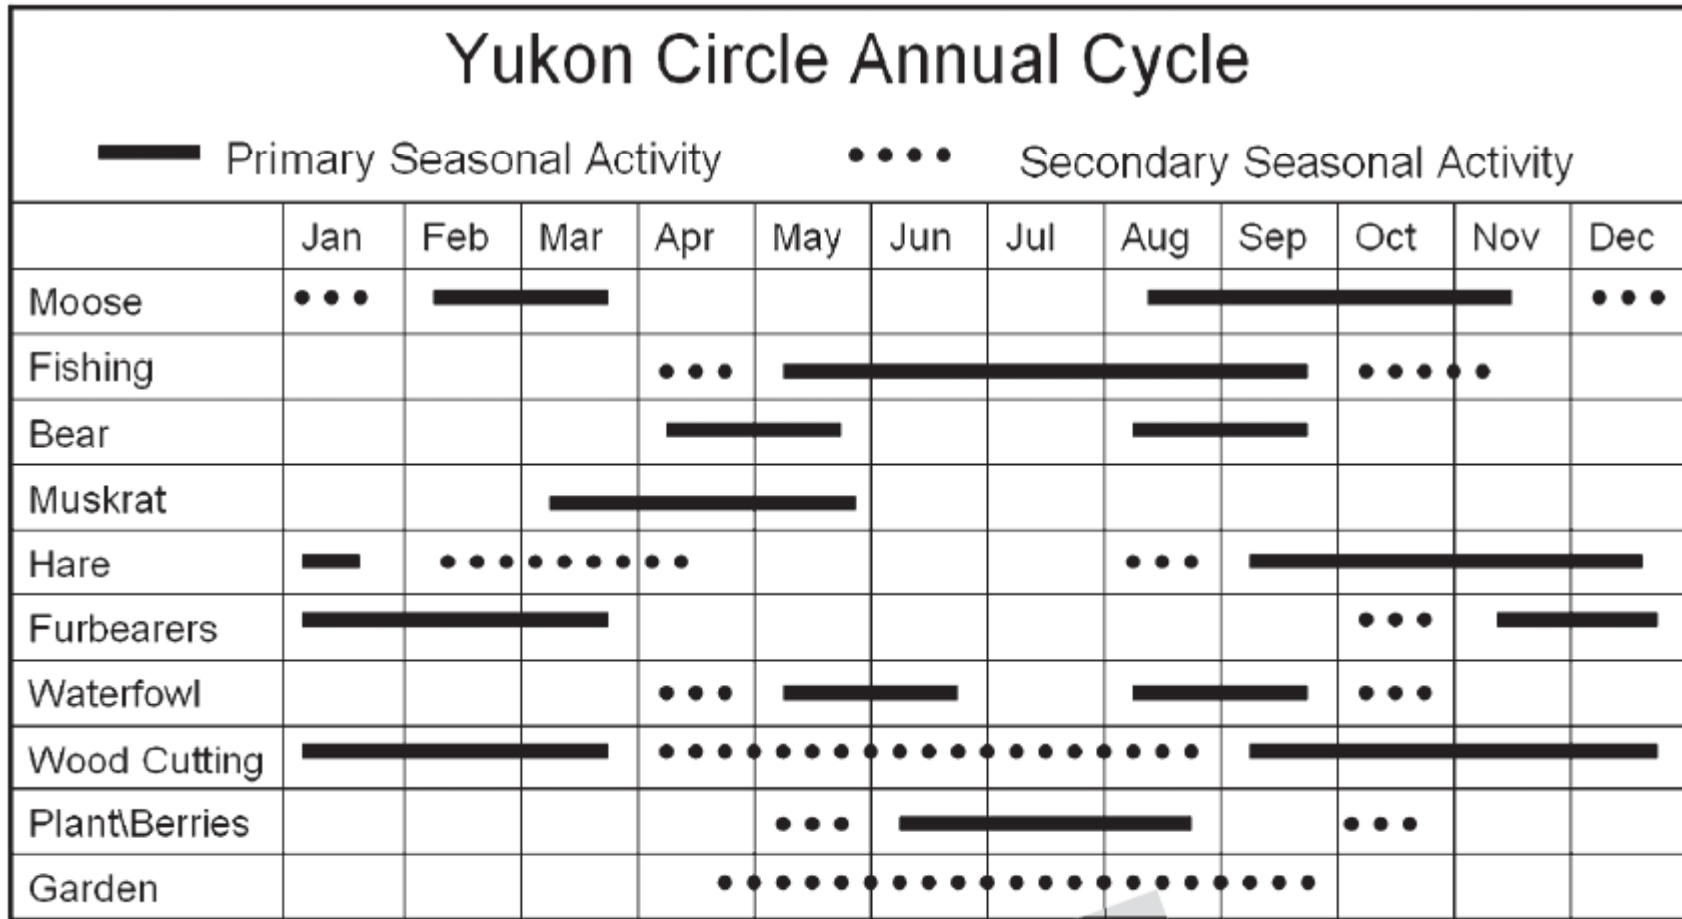 Yukon Circle Annual Cycle
Primary Seasonal Activity Secondary Seasonal Activity
Jan Feb Mar Apr May Jun Jul Aug Sep Oct Nov Dec
Moose
Fishing
Bear
Muskrat
Hare
Furbearers
Waterfowl
Wood Cutting
Plant\Berries
Garden